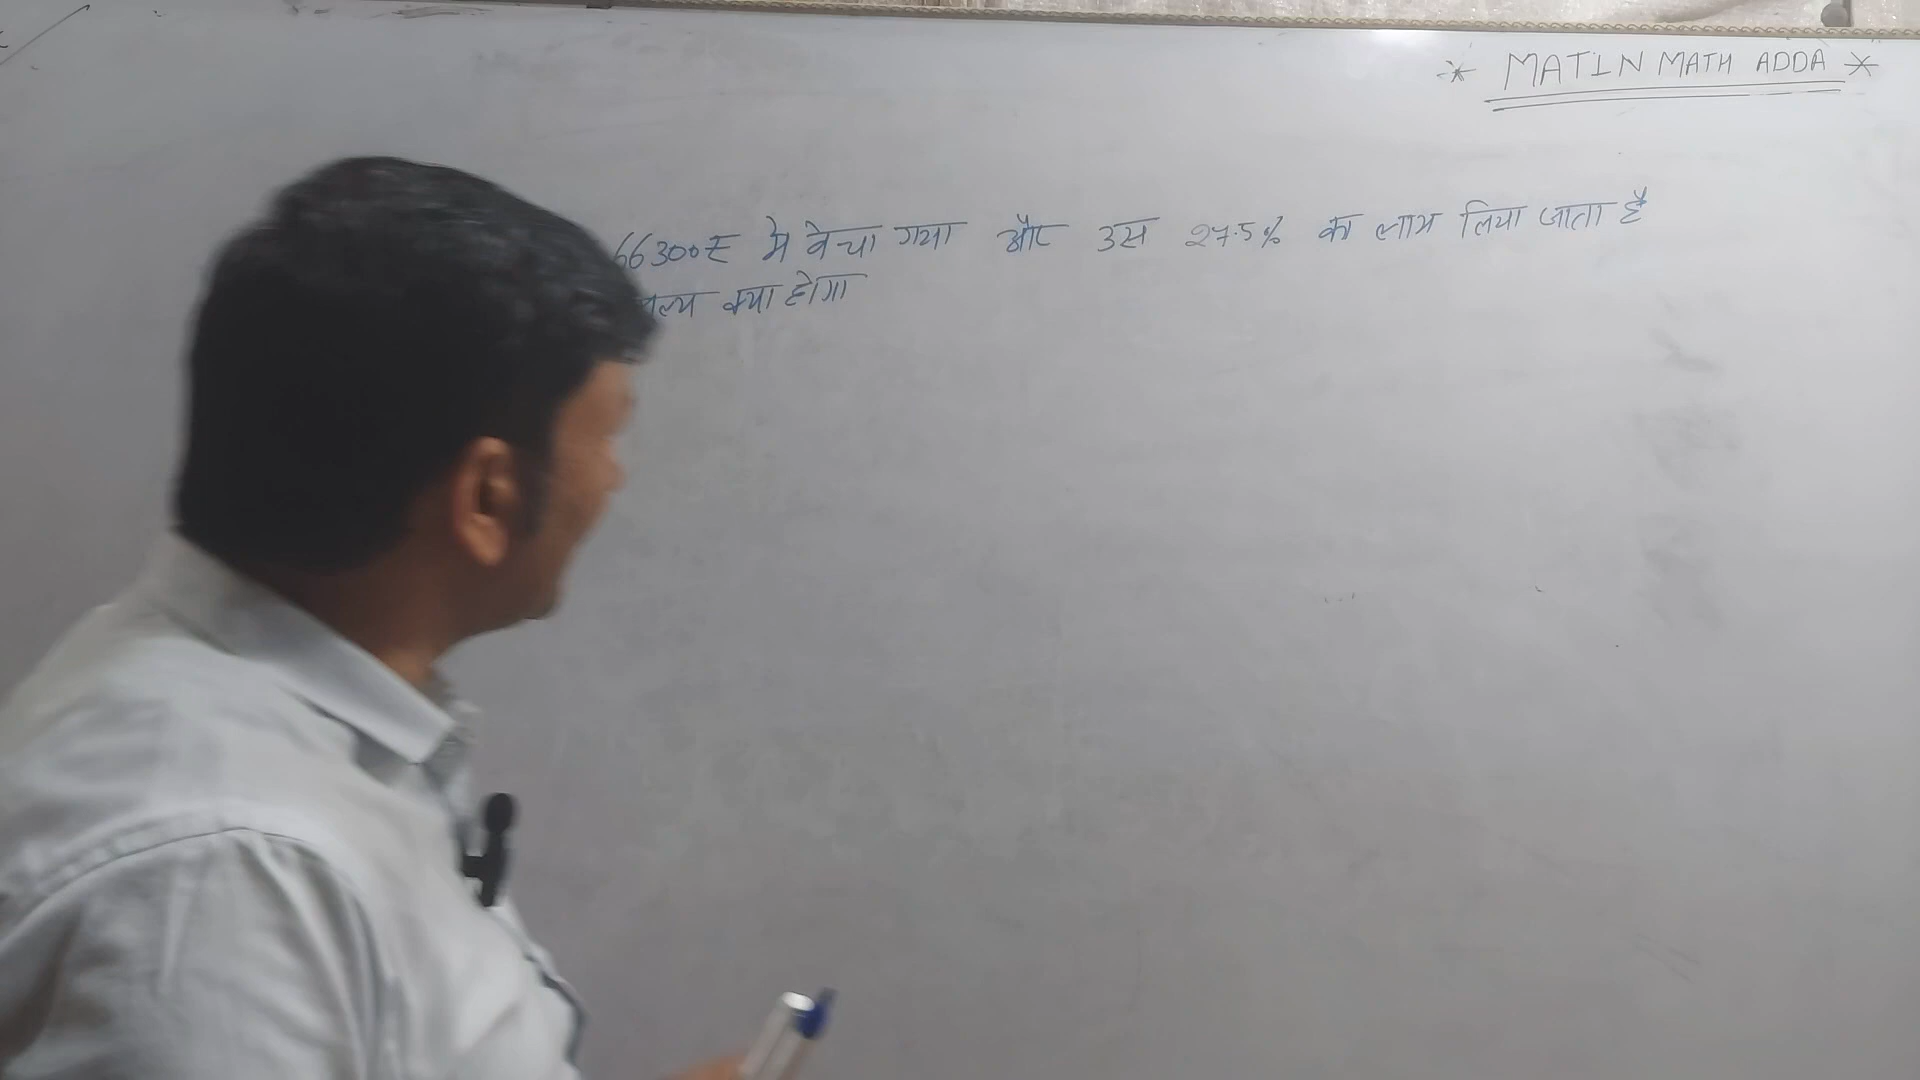 * MATIN MATH ADDA *
66300₹ मे बेचा गया और उस 27.5% का लाभ लिया जाता है
क्या होगा